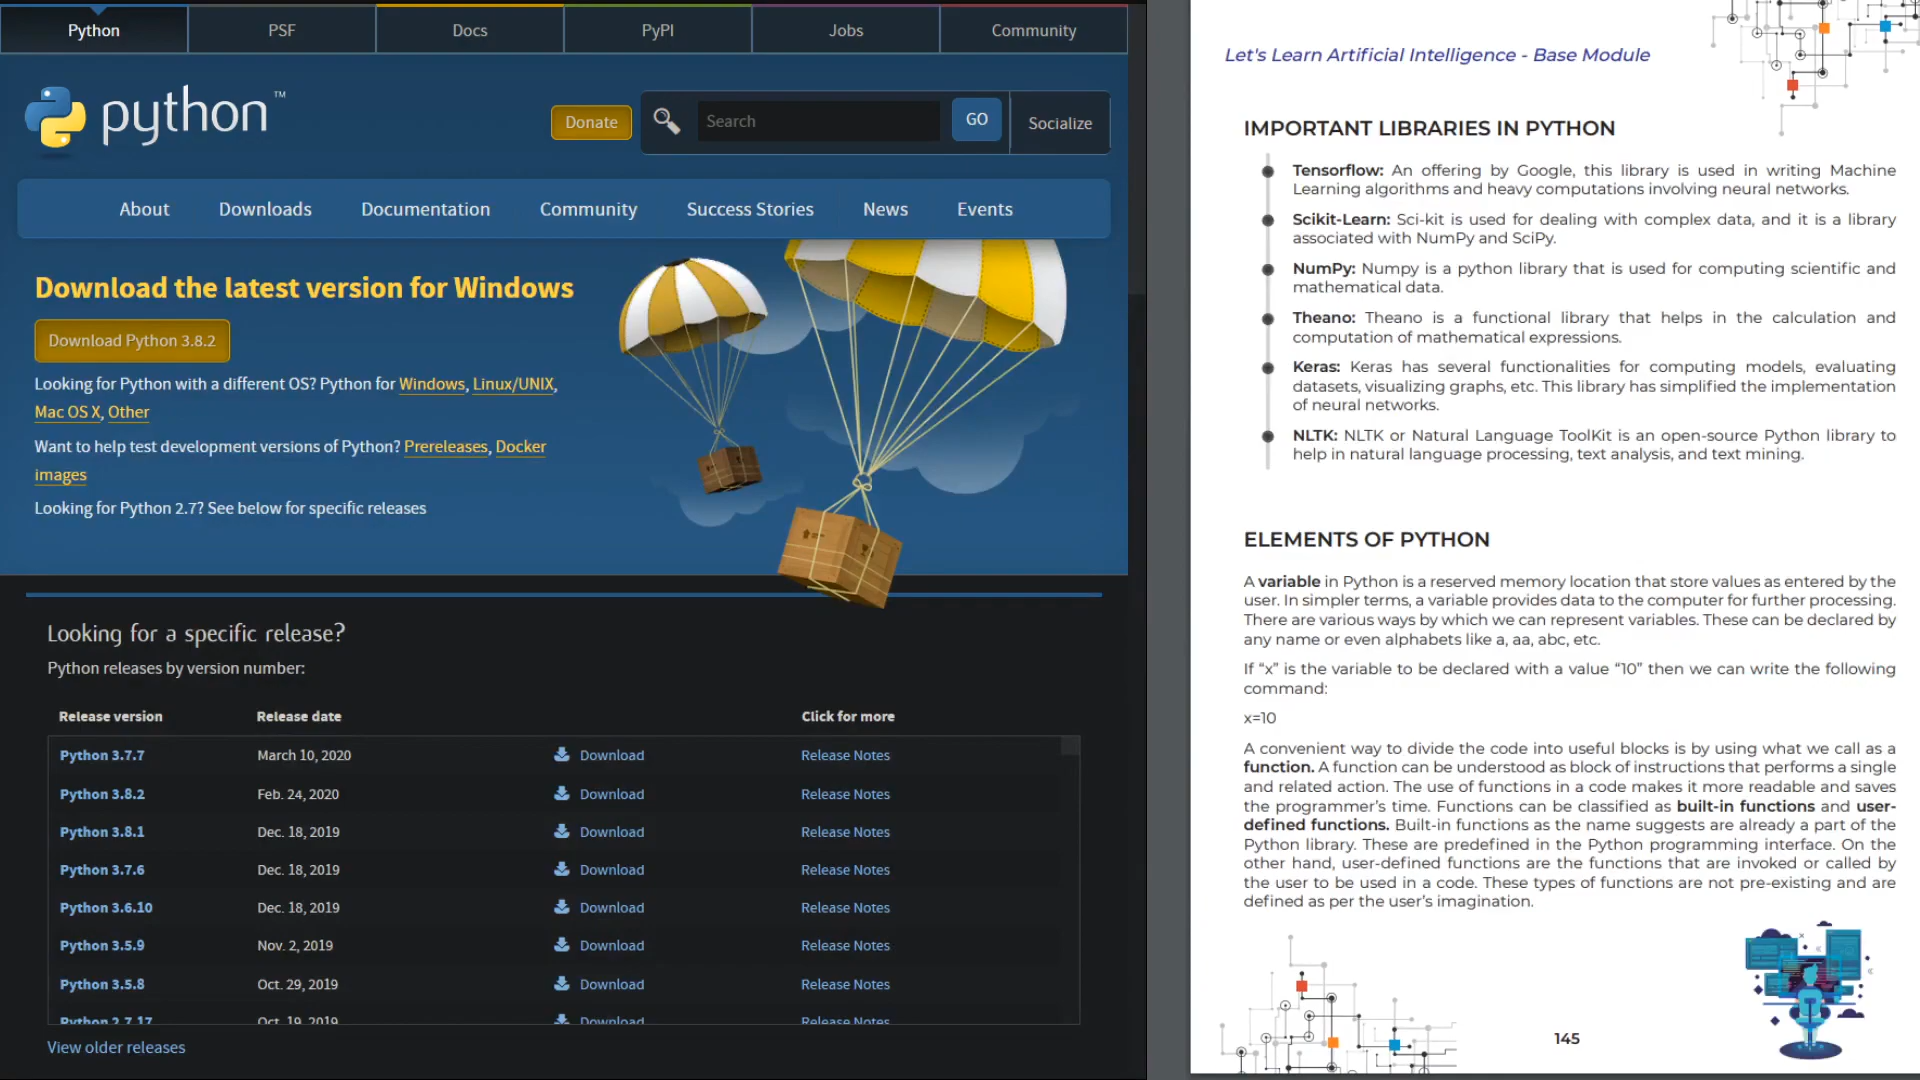 Python
PSF
Docs
PyPI
Jobs
Community
python™
Donate
Search
GO
Socialize
About
Downloads
Documentation
Community
Success Stories
News
Events
Download the latest version for Windows
Download Python 3.8.2
Looking for Python with a different OS? Python for Windows, Linux/UNIX,
Mac OS X, Other
Want to help test development versions of Python? Prereleases, Docker
images
Looking for Python 2.7? See below for specific releases
Looking for a specific release?
Python releases by version number:
Release version Release date Click for more
Python 3.7.7 March 10, 2020 Download Release Notes
Python 3.8.2 Feb. 24, 2020 Download Release Notes
Python 3.8.1 Dec. 18, 2019 Download Release Notes
Python 3.7.6 Dec. 18, 2019 Download Release Notes
Python 3.6.10 Dec. 18, 2019 Download Release Notes
Python 3.5.9 Nov. 2, 2019 Download Release Notes
Python 3.5.8 Oct. 29, 2019 Download Release Notes
Python 2.7.17 Oct. 19, 2019 Download Release Notes
View older releases
Let's Learn Artificial Intelligence - Base Module
IMPORTANT LIBRARIES IN PYTHON
Tensorflow: An offering by Google, this library is used in writing Machine
Learning algorithms and heavy computations involving neural networks.
Scikit-Learn: Sci-kit is used for dealing with complex data, and it is a library
associated with NumPy and SciPy.
NumPy: Numpy is a python library that is used for computing scientific and
mathematical data.
Theano: Theano is a functional library that helps in the calculation and
computation of mathematical expressions.
Keras: Keras has several functionalities for computing models, evaluating
datasets, visualizing graphs, etc. This library has simplified the implementation
of neural networks.
NLTK: NLTK or Natural Language ToolKit is an open-source Python library to
help in natural language processing, text analysis, and text mining.
ELEMENTS OF PYTHON
A variable in Python is a reserved memory location that store values as entered by the
user. In simpler terms, a variable provides data to the computer for further processing.
There are various ways by which we can represent variables. These can be declared by
any name or even alphabets like a, aa, abc, etc.
If “x” is the variable to be declared with a value “10” then we can write the following
command:
x=10
A convenient way to divide the code into useful blocks is by using what we call as a
function. A function can be understood as block of instructions that performs a single
and related action. The use of functions in a code makes it more readable and saves
the programmer’s time. Functions can be classified as built-in functions and user-
defined functions. Built-in functions as the name suggests are already a part of the
Python library. These are predefined in the Python programming interface. On the
other hand, user-defined functions are the functions that are invoked or called by
the user to be used in a code. These types of functions are not pre-existing and are
defined as per the user’s imagination.
145